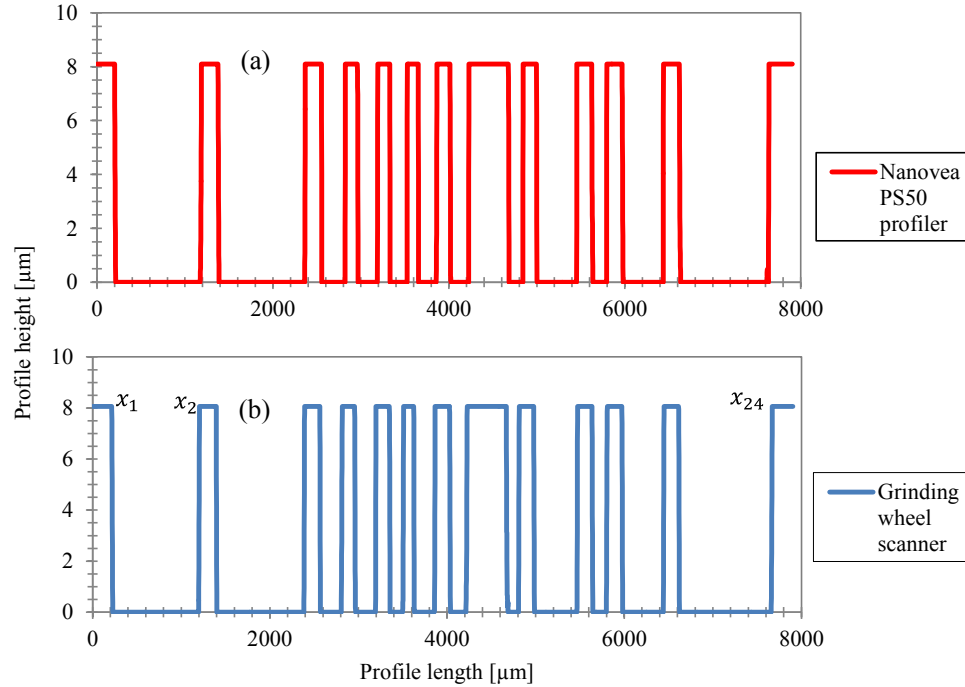 10
8
6
4
2
0
(a)
0 2000 4000 6000 8000
Nanovea
PS50
profiler
Profile height [µm]
10
8
6
4
2
0
x₁ x₂ (b) x₂₄
0 2000 4000 6000 8000
Profile length [µm]
Grinding
wheel
scanner